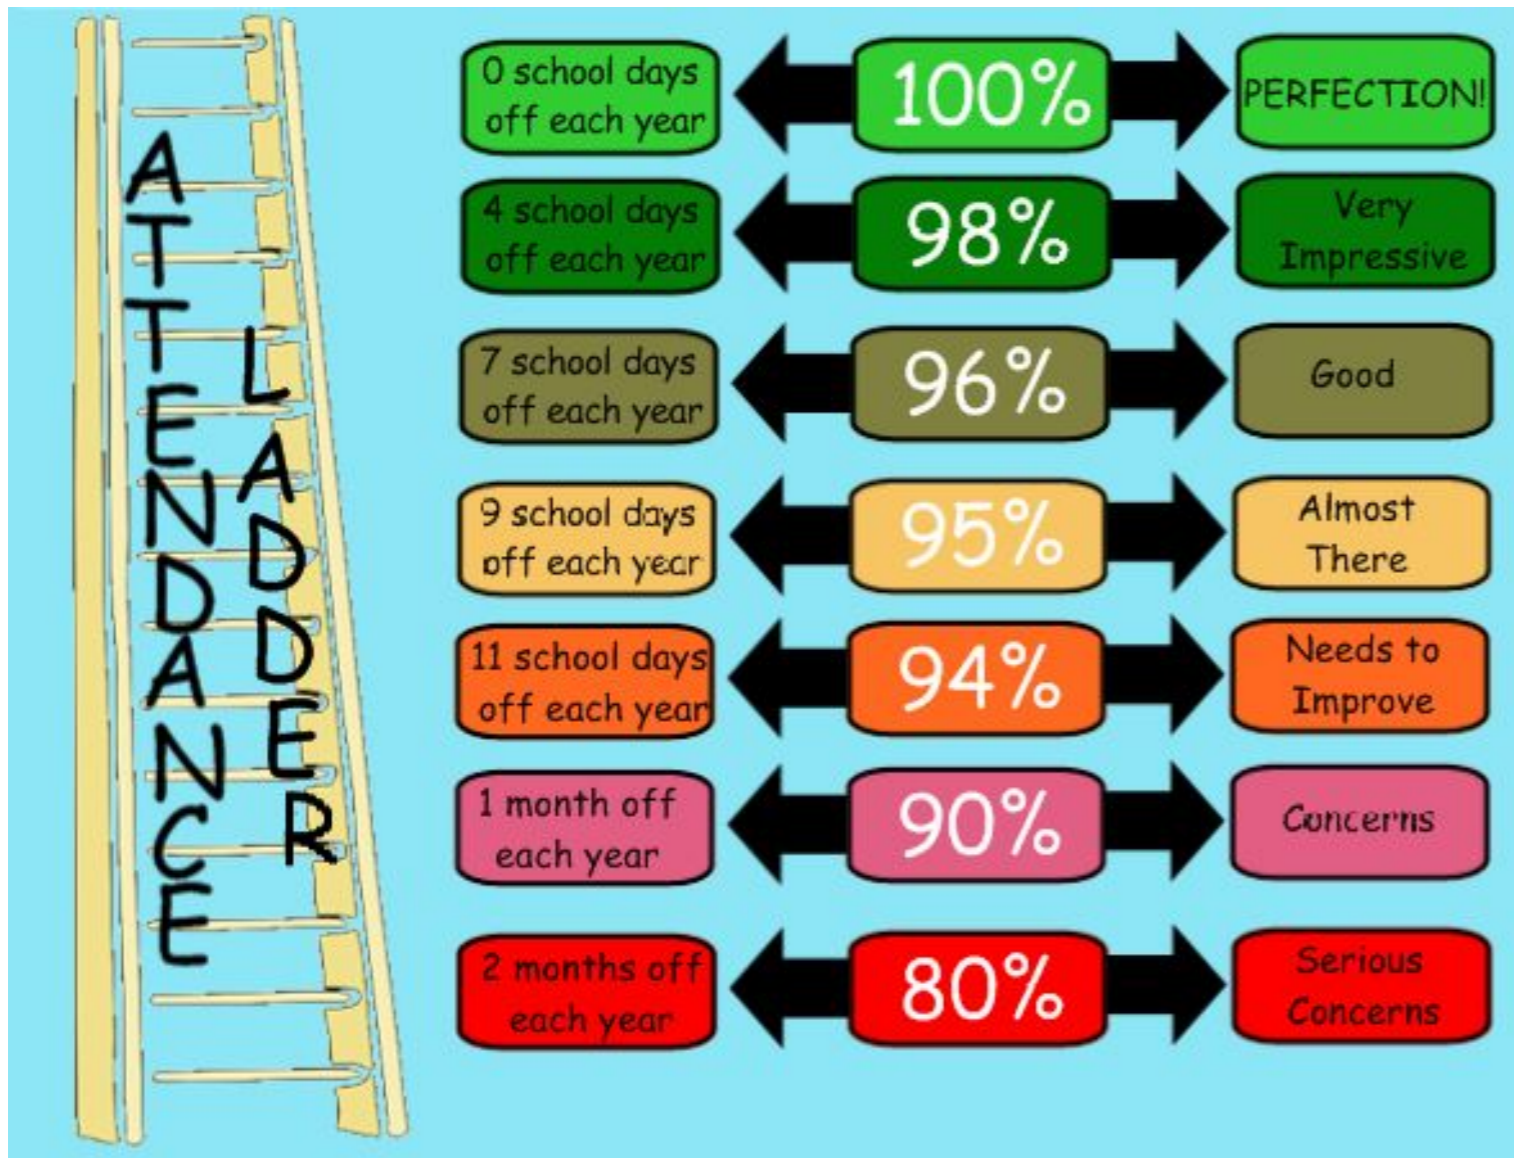 ATTENDANCE
LADDER
0 school days
off each year
100%
PERFECTION!
4 school days
off each year
98%
Very
Impressive
7 school days
off each year
96%
Good
9 school days
off each year
95%
Almost
There
11 school days
off each year
94%
Needs to
Improve
1 month off
each year
90%
Concerns
2 months off
each year
80%
Serious
Concerns